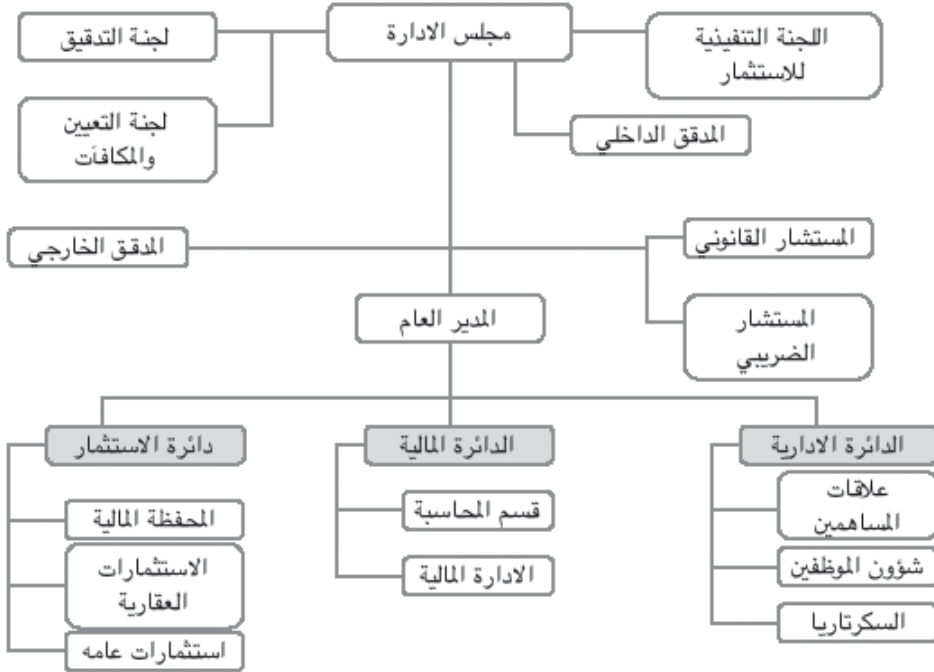 مجلس الادارة
اللجنة التنفيذية
للاستثمار
لجنة التدقيق
المدقق الداخلي
لجنة التعيين
والمكافآت
المستشار القانوني
المدقق الخارجي
المستشار
الضريبي
المدير العام
الدائرة الادارية
علاقات
المساهمين
شؤون الموظفين
السكرتاريا
الدائرة المالية
قسم المحاسبة
الادارة المالية
دائرة الاستثمار
المحفظة المالية
الاستثمارات
العقارية
استثمارات عامه